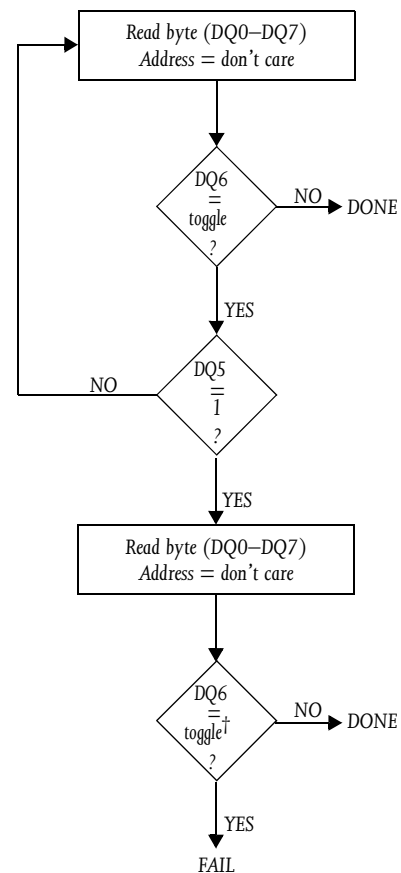 Read byte (DQ0–DQ7)
Address = don't care
DQ6
=
toggle
?
NO
DONE
YES
DQ5
=
1
?
NO
YES
Read byte (DQ0–DQ7)
Address = don't care
DQ6
=
toggle†
?
NO
DONE
YES
FAIL